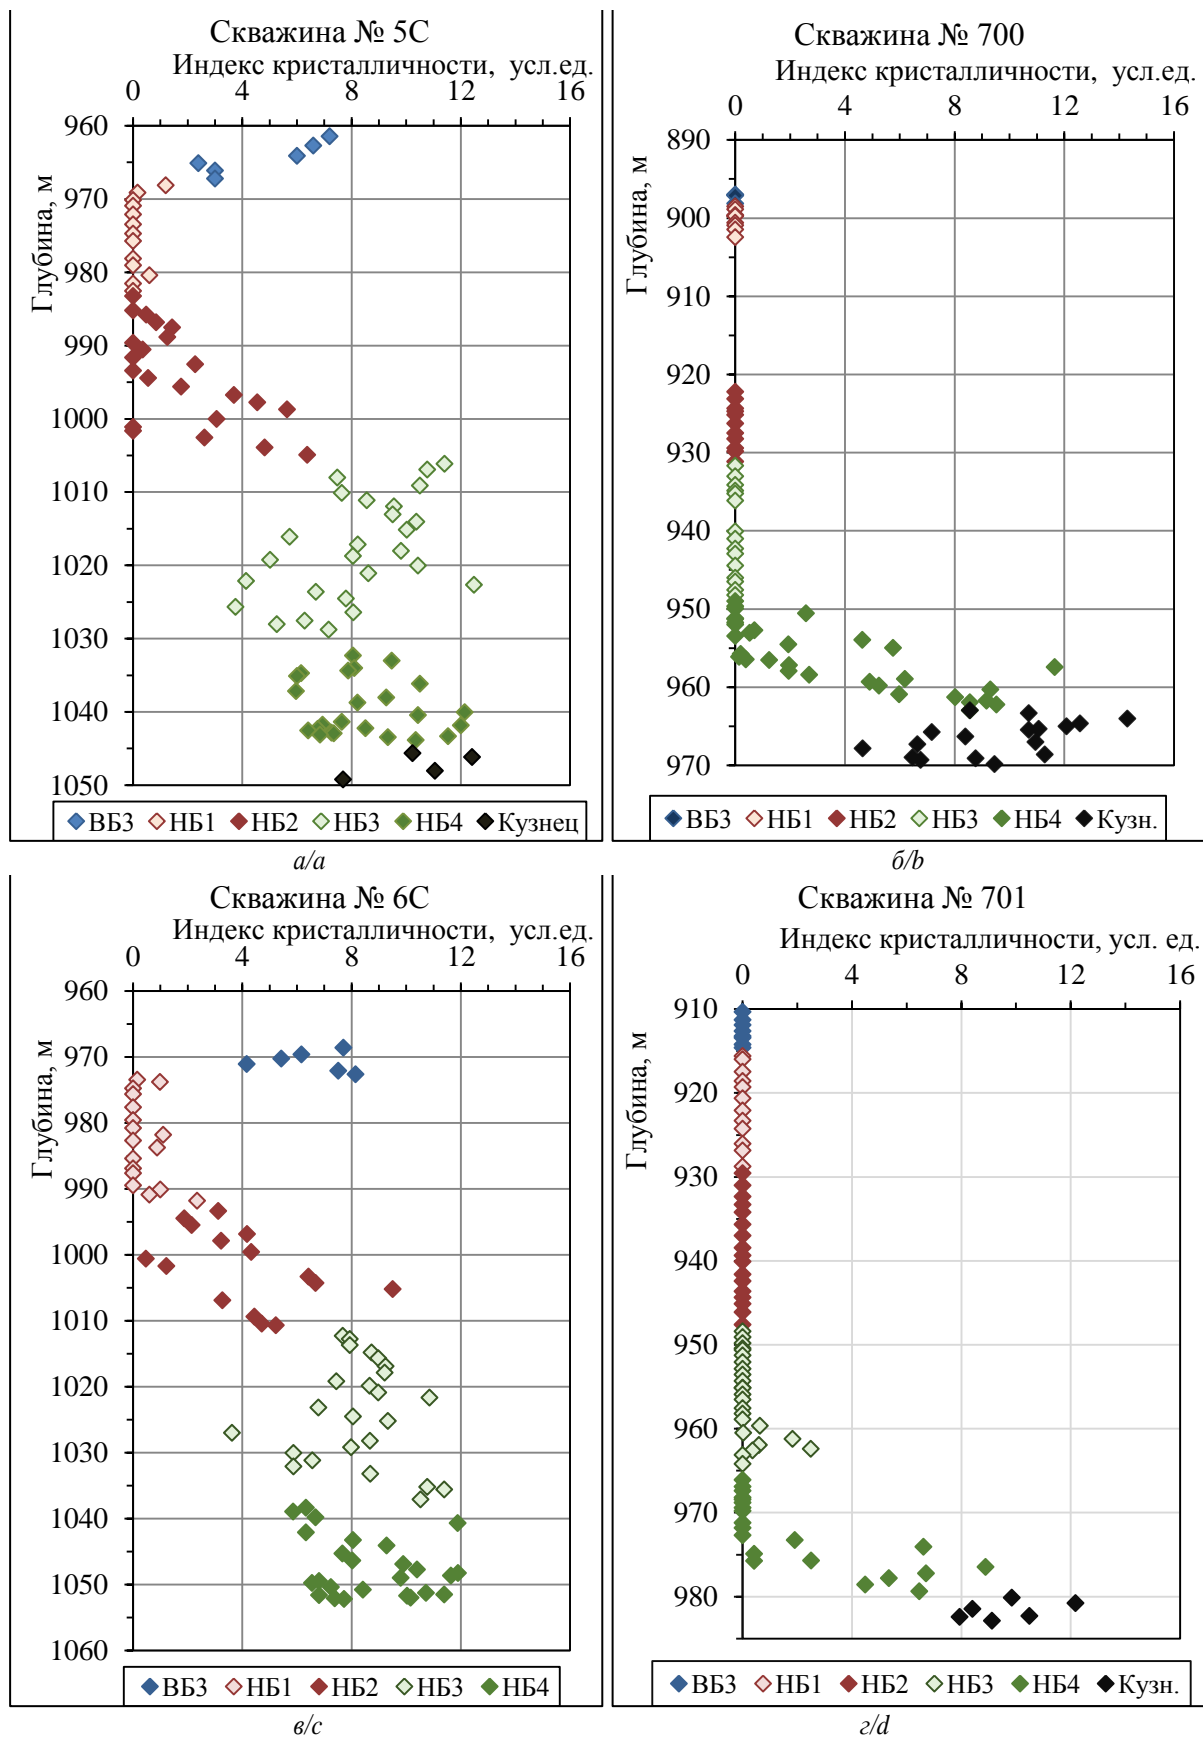 Скважина № 5С
Индекс кристалличности, усл.ед.
0 4 8 12 16
Глубина, м
960
970
980
990
1000
1010
1020
1030
1040
1050
ВБ3 НБ1 НБ2 НБ3 НБ4 Кузнец
а/a
Скважина № 700
Индекс кристалличности, усл.ед.
0 4 8 12 16
Глубина, м
890
900
910
920
930
940
950
960
970
ВБ3 НБ1 НБ2 НБ3 НБ4 Кузн.
б/b
Скважина № 6С
Индекс кристалличности, усл.ед.
0 4 8 12 16
Глубина, м
960
970
980
990
1000
1010
1020
1030
1040
1050
1060
ВБ3 НБ1 НБ2 НБ3 НБ4
в/c
Скважина № 701
Индекс кристалличности, усл. ед.
0 4 8 12 16
Глубина, м
910
920
930
940
950
960
970
980
ВБ3 НБ1 НБ2 НБ3 НБ4 Кузн.
г/d